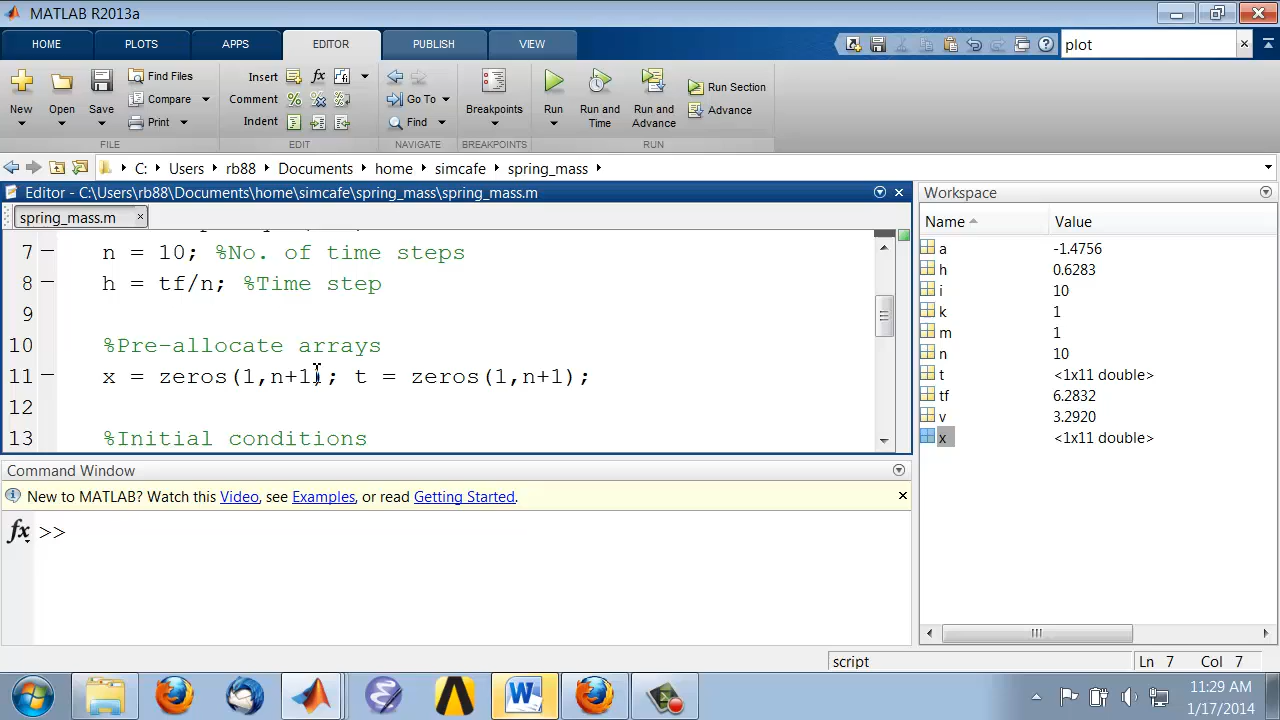 MATLAB R2013a
HOME PLOTS APPS EDITOR PUBLISH VIEW
plot
New Open Save Find Files Compare Print
Insert fx
Comment
Indent
Go To
Find
Breakpoints
Run Run and Time Run and Advance Run Section Advance
FILE EDIT NAVIGATE BREAKPOINTS RUN
C: Users rb88 Documents home simcafe spring_mass
Editor - C:\Users\rb88\Documents\home\simcafe\spring_mass\spring_mass.m
spring_mass.m
7 n = 10; %No. of time steps
8 h = tf/n; %Time step
9
10 %Pre-allocate arrays
11 x = zeros(1,n+1); t = zeros(1,n+1);
12
13 %Initial conditions
Command Window
New to MATLAB? Watch this Video, see Examples, or read Getting Started.
fx >>
Workspace
Name Value
a -1.4756
h 0.6283
i 10
k 1
m 1
n 10
t <1x11 double>
tf 6.2832
v 3.2920
x <1x11 double>
script Ln 7 Col 7
11:29 AM
1/17/2014